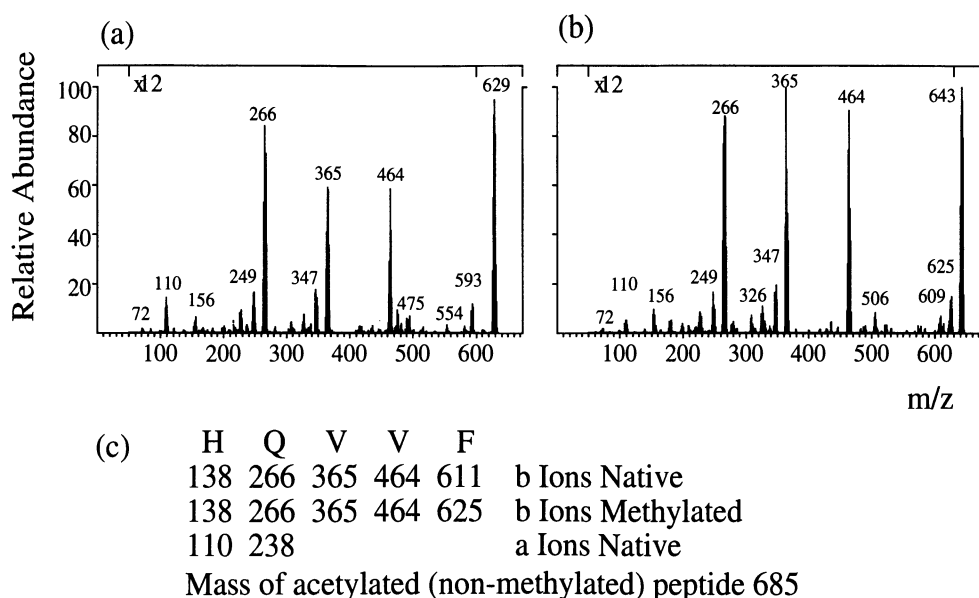 (a)
Relative Abundance
100
80
60
40
20
x12
72
110
156
249
266
347
365
464
475
554
593
629
100 200 300 400 500 600
(b)
x12
72
110
156
249
266
326
347
365
464
506
609
625
643
100 200 300 400 500 600
m/z
(c)
H Q V V F
138 266 365 464 611 b Ions Native
138 266 365 464 625 b Ions Methylated
110 238 a Ions Native
Mass of acetylated (non-methylated) peptide 685